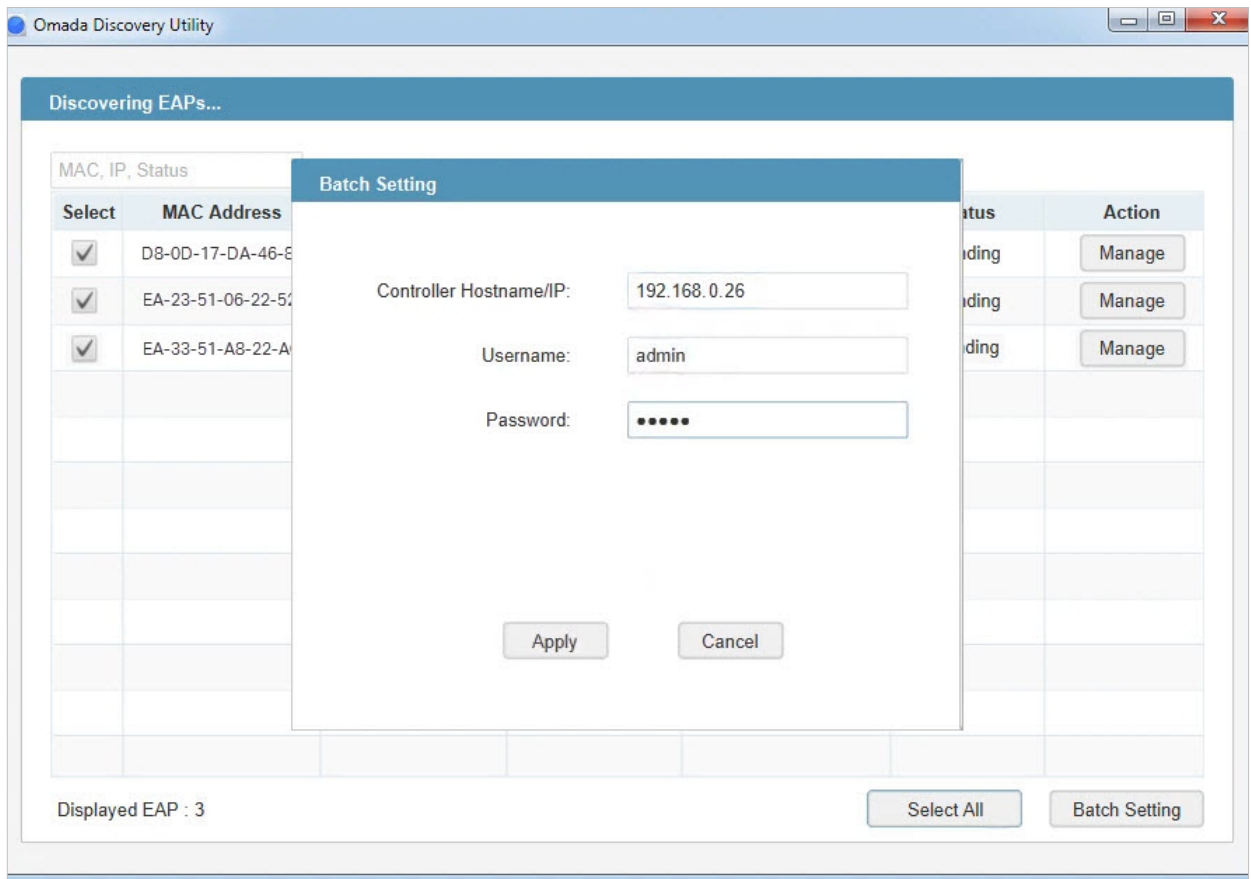 Omada Discovery Utility
Discovering EAPs...
MAC, IP, Status
Batch Setting
Select MAC Address Action
D8-0D-17-DA-46- Manage
EA-23-51-06-22-52 Manage
EA-33-51-A8-22- Manage
Controller Hostname/IP: 192.168.0.26
Username: admin
Password: •••••
Apply Cancel
Displayed EAP : 3 Select All Batch Setting